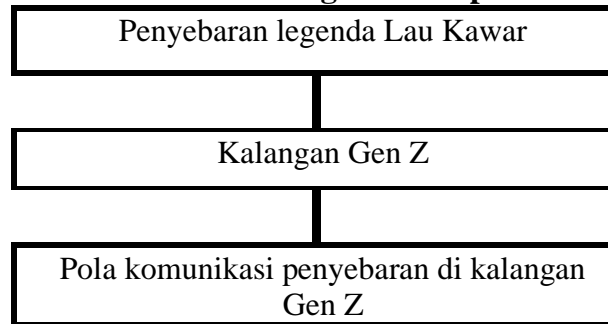 Penyebaran legenda Lau Kawar
Kalangan Gen Z
Pola komunikasi penyebaran di kalangan
Gen Z